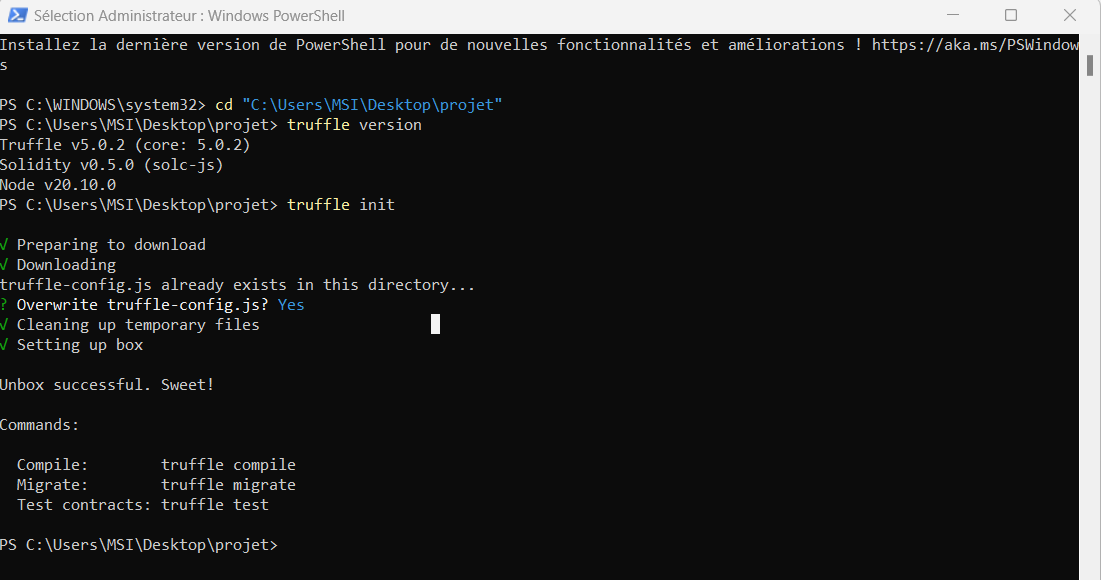 Sélection Administrateur : Windows PowerShell
Installez la dernière version de PowerShell pour de nouvelles fonctionnalités et améliorations ! https://aka.ms/PSWindow
s
PS C:\WINDOWS\system32> cd "C:\Users\MSI\Desktop\projet"
PS C:\Users\MSI\Desktop\projet> truffle version
Truffle v5.0.2 (core: 5.0.2)
Solidity v0.5.0 (solc-js)
Node v20.10.0
PS C:\Users\MSI\Desktop\projet> truffle init
√ Preparing to download
√ Downloading
truffle-config.js already exists in this directory...
? Overwrite truffle-config.js? Yes
√ Cleaning up temporary files
√ Setting up box
Unbox successful. Sweet!
Commands:
Compile: truffle compile
Migrate: truffle migrate
Test contracts: truffle test
PS C:\Users\MSI\Desktop\projet>